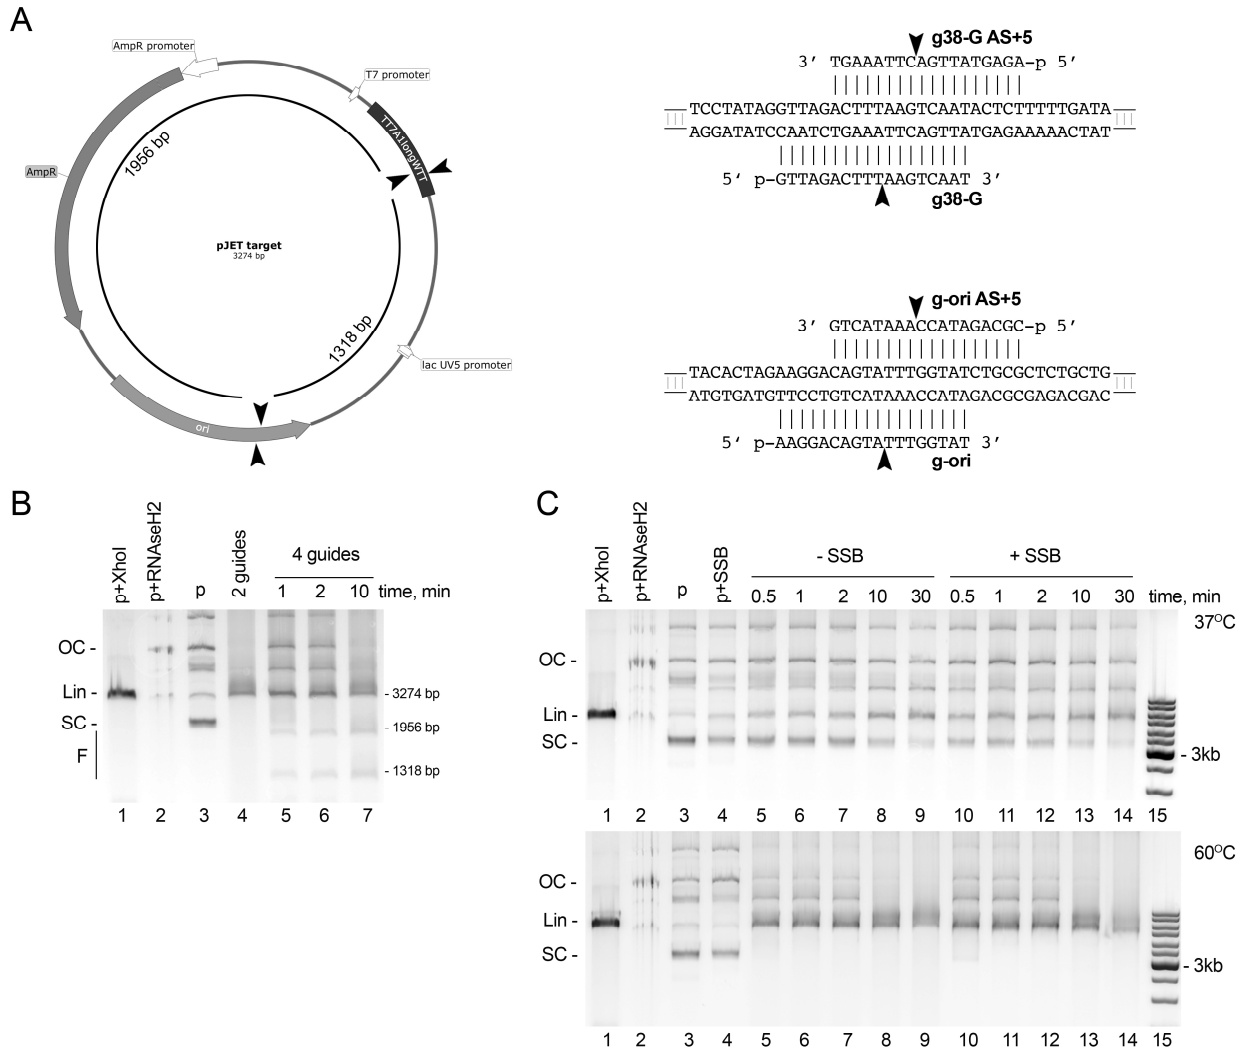 A
AmpR promoter
T7 promoter
TT7A1longWTT
1956 bp
AmpR
pJET target
3274 bp
1318 bp
lac UV5 promoter
ori
g38-G AS+5
3' TGAAATTCAGTTATGAGA-p 5'
TCCTATAGGTTAGACTTTAAGTCAATACTCTTTTTGATA
AGGATATCCAATCTGAAATTCAGTTATGAGAAAAACTAT
5' p-GTTAGACTTTAAGTCAAT 3'
g38-G
g-ori AS+5
3' GTCATAAACCATAGACGC-p 5'
TACACTAGAAGGACAGTATTTGGTATCTGCGCTCTGCTG
ATGTGATGTTCCTGTCATAAACCATAGACGCGAGACGAC
5' p-AAGGACAGTATTTGGTAT 3'
g-ori
B
p+XhoI
p+RNAseH2
p
2 guides
4 guides
1 2 10 time, min
OC -
Lin -
SC -
F
- 3274 bp
- 1956 bp
- 1318 bp
1 2 3 4 5 6 7
C
p+XhoI
p+RNAseH2
p
p+SSB
- SSB
+ SSB
0.5 1 2 10 30 0.5 1 2 10 30 time, min
37°C
OC -
Lin -
SC -
- 3kb
1 2 3 4 5 6 7 8 9 10 11 12 13 14 15
60°C
OC -
Lin -
SC -
- 3kb
1 2 3 4 5 6 7 8 9 10 11 12 13 14 15